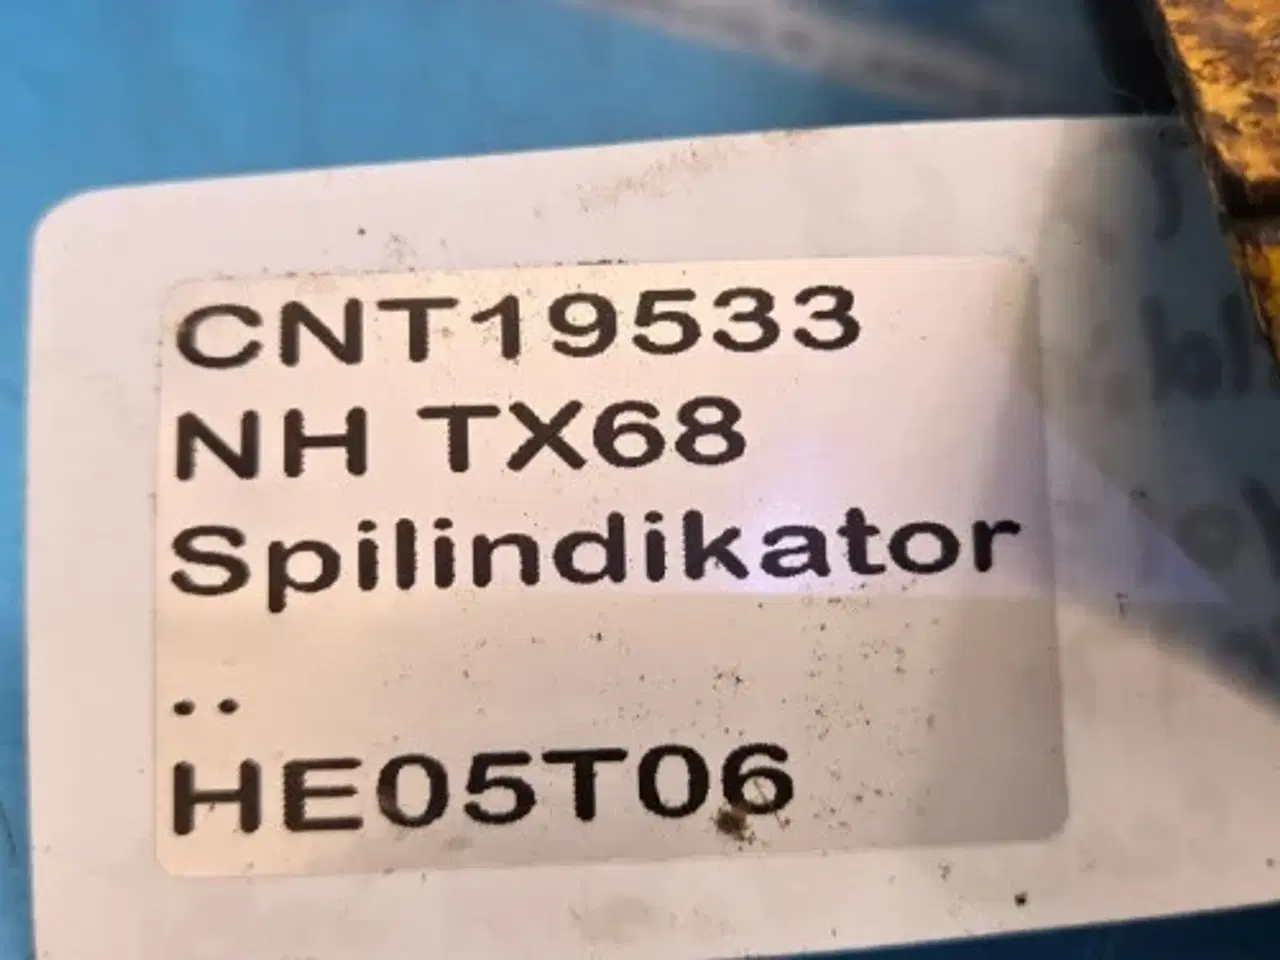 CNT19533
NH TX68
Spilindikator
..
HE05T06